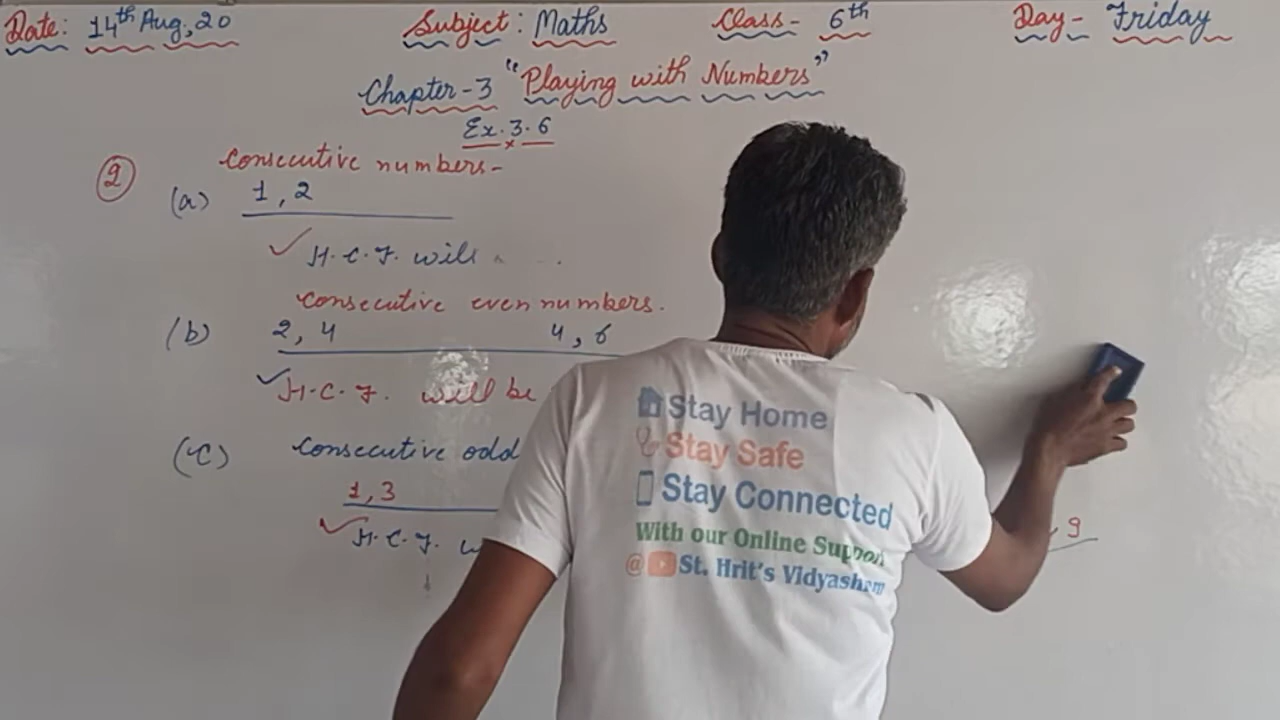 Date: 14th Aug, 20 Subject: Maths Class- 6th Day- Friday
Chapter-3 "Playing with Numbers"
Ex. 3.6
2 Consecutive numbers-
(a) 1, 2
H.C.F. will
Consecutive even numbers.
(b) 2, 4 4, 6
H.C.F. will be
(c) Consecutive odd
1, 3
H.C.F. w
9
Stay Home
Stay Safe
Stay Connected
With our Online Support
@ St. Hrit's Vidyashram